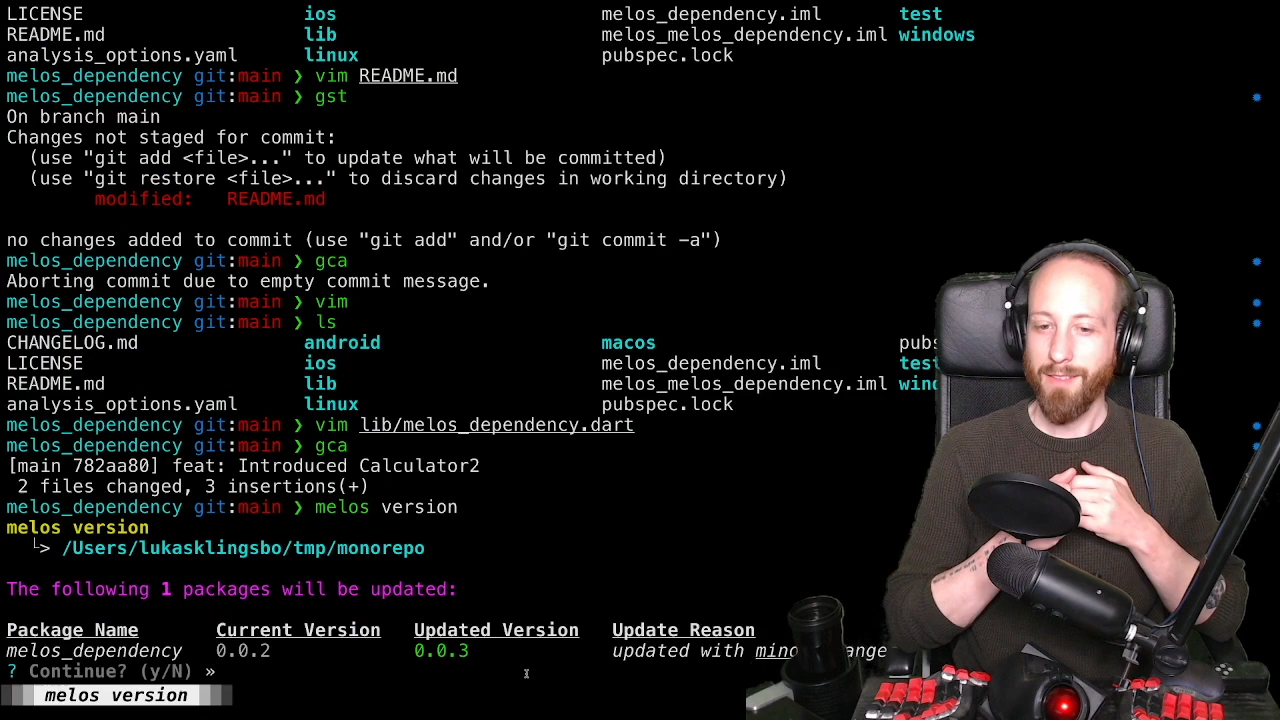 LICENSE ios melos_dependency.iml test
README.md lib melos_melos_dependency.iml windows
analysis_options.yaml linux pubspec.lock
melos_dependency git:main ❯ vim README.md
melos_dependency git:main ❯ gst
On branch main
Changes not staged for commit:
(use "git add <file>..." to update what will be committed)
(use "git restore <file>..." to discard changes in working directory)
modified: README.md
no changes added to commit (use "git add" and/or "git commit -a")
melos_dependency git:main ❯ gca
Aborting commit due to empty commit message.
melos_dependency git:main ❯ vim
melos_dependency git:main ❯ ls
CHANGELOG.md android macos pubs
LICENSE ios melos_dependency.iml tes
README.md lib melos_melos_dependency.iml win
analysis_options.yaml linux pubspec.lock
melos_dependency git:main ❯ vim lib/melos_dependency.dart
melos_dependency git:main ❯ gca
[main 782aa80] feat: Introduced Calculator2
2 files changed, 3 insertions(+)
melos_dependency git:main ❯ melos version
melos version
└> /Users/lukasklingsbo/tmp/monorepo
The following 1 packages will be updated:
Package Name Current Version Updated Version Update Reason
melos_dependency 0.0.2 0.0.3 updated with
? Continue? (y/N) »
melos version